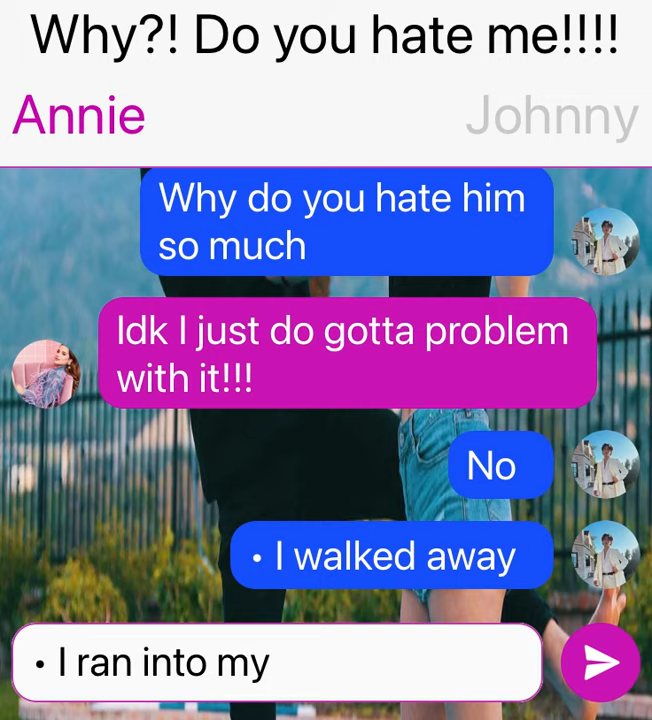 Why?! Do you hate me!!!!
Annie
Johnny
Why do you hate him
so much
Idk I just do gotta problem
with it!!!
No
• I walked away
• I ran into my